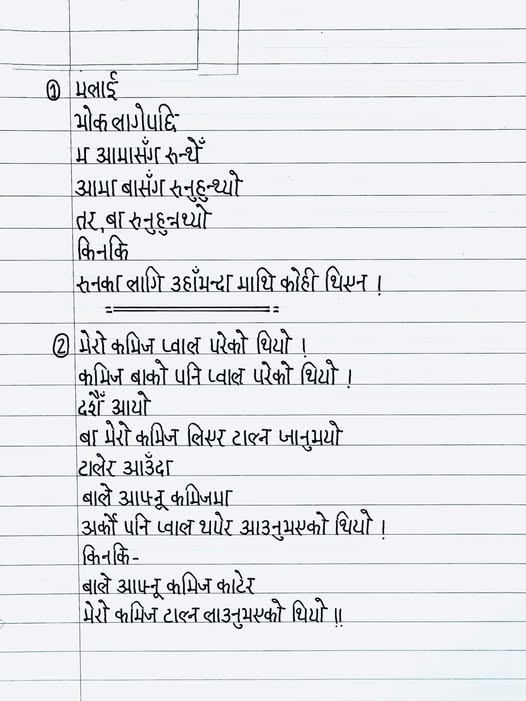 ① मलाई
भोक लागेपछि
म आमासँग रुन्थेँ
आमा बासँग रुनुहुन्थ्यो
तर, बा रुनुहुन्नथ्यो
किनकि
रुनका लागि उहाँभन्दा माथि कोही थिएन !
② मेरो कमिज प्वाल परेको थियो !
कमिज बाको पनि प्वाल परेको थियो !
दशैँ आयो
बा मेरो कमिज लिएर टाल्न जानुभयो
टालेर आउँदा
बाले आफ्नू कमिजमा
अर्को पनि प्वाल थपेर आउनुभएको थियो !
किनकि-
बाले आफ्नू कमिज काटेर
मेरो कमिज टाल्न लाउनुभएको थियो !!